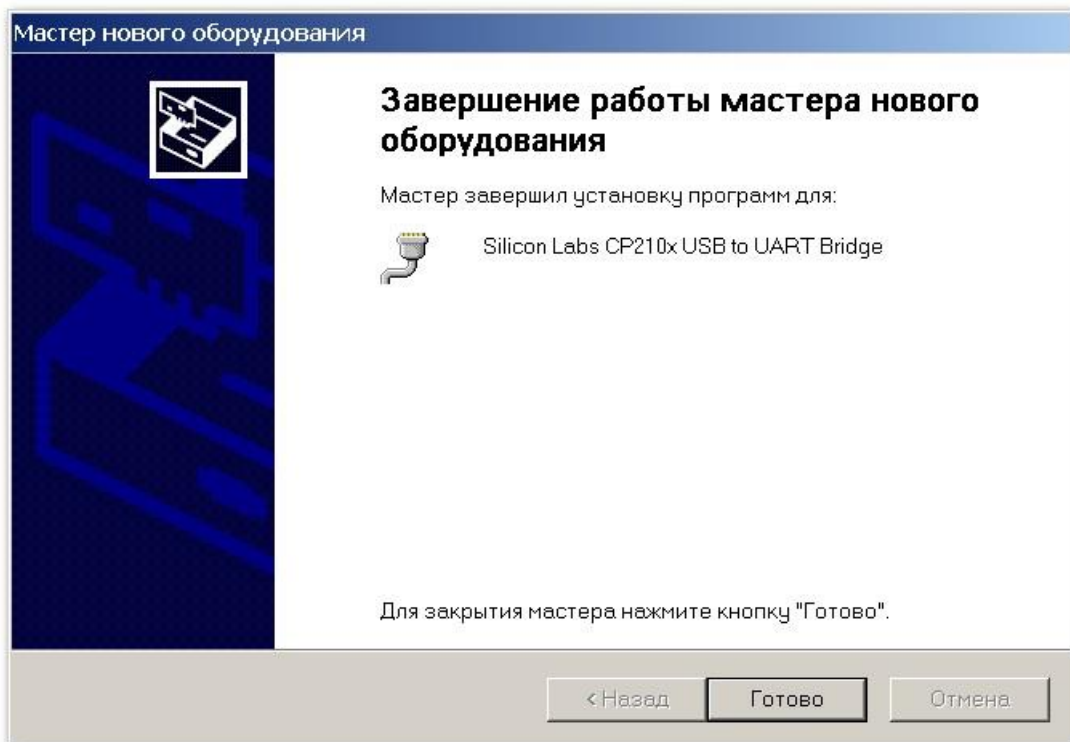 Мастер нового оборудования
Завершение работы мастера нового
оборудования
Мастер завершил установку программ для:
Silicon Labs CP210x USB to UART Bridge
Для закрытия мастера нажмите кнопку "Готово".
< Назад
Готово
Отмена